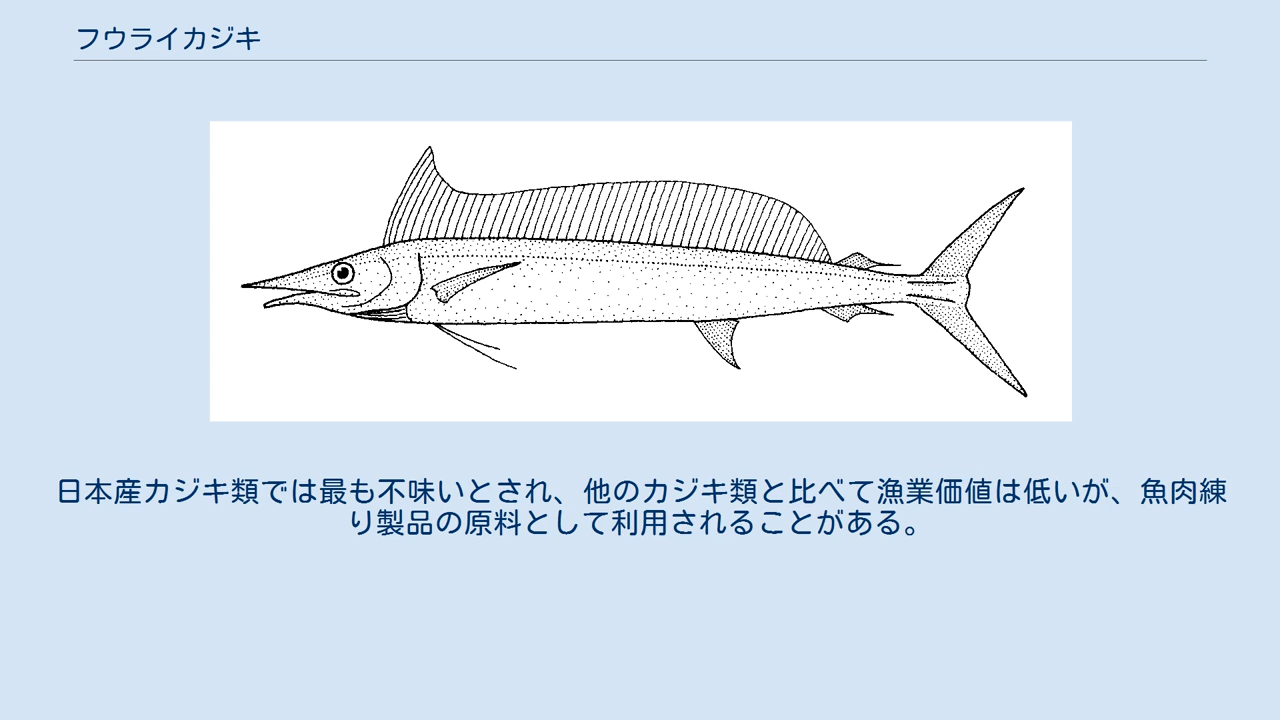 フウライカジキ
日本産カジキ類では最も不味いとされ、他のカジキ類と比べて漁業価値は低いが、魚肉練
り製品の原料として利用されることがある。